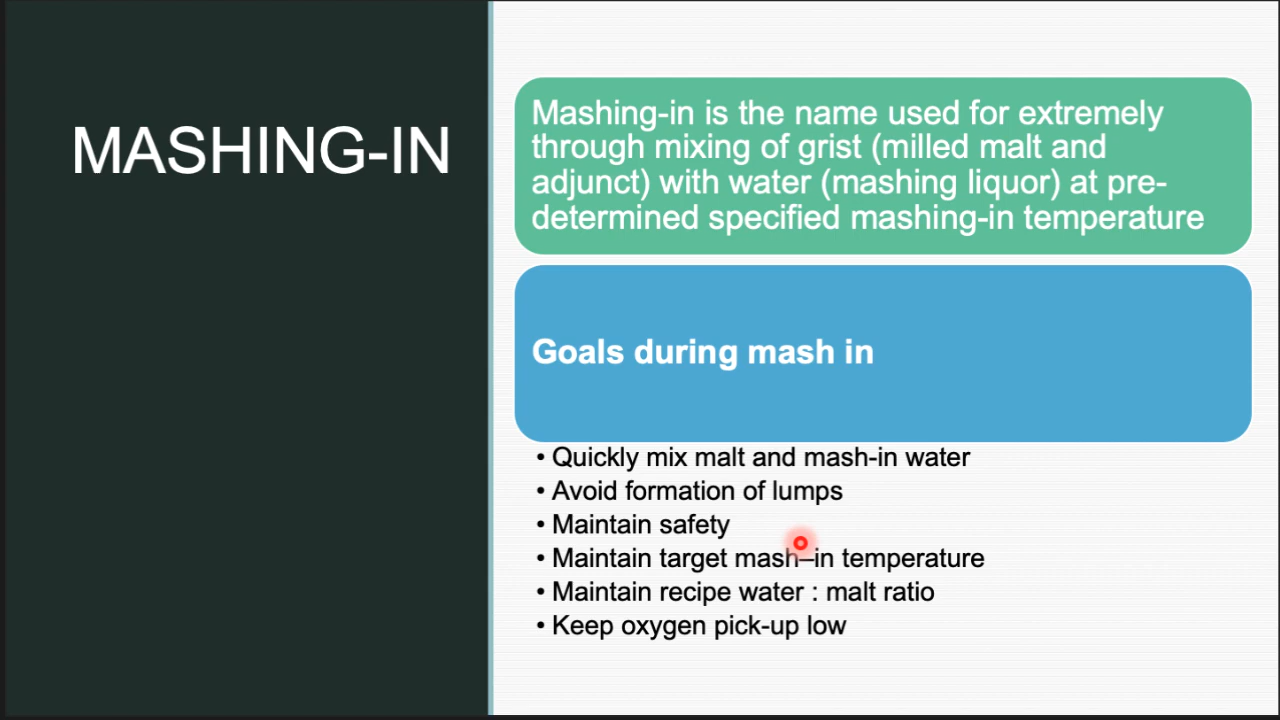 MASHING-IN
Mashing-in is the name used for extremely
through mixing of grist (milled malt and
adjunct) with water (mashing liquor) at pre-
determined specified mashing-in temperature
Goals during mash in
• Quickly mix malt and mash-in water
• Avoid formation of lumps
• Maintain safety
• Maintain target mash–in temperature
• Maintain recipe water : malt ratio
• Keep oxygen pick-up low